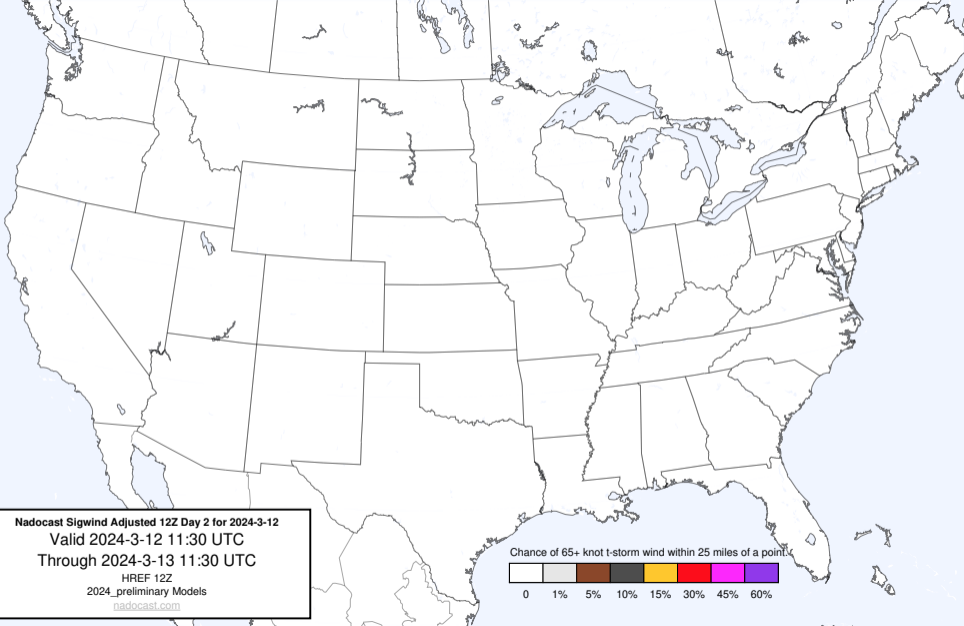 Nadocast Sigwind Adjusted 12Z Day 2 for 2024-3-12
Valid 2024-3-12 11:30 UTC
Through 2024-3-13 11:30 UTC
HREF 12Z
2024_preliminary Models
nadocast.com
Chance of 65+ knot t-storm wind within 25 miles of a point.
0 1% 5% 10% 15% 30% 45% 60%